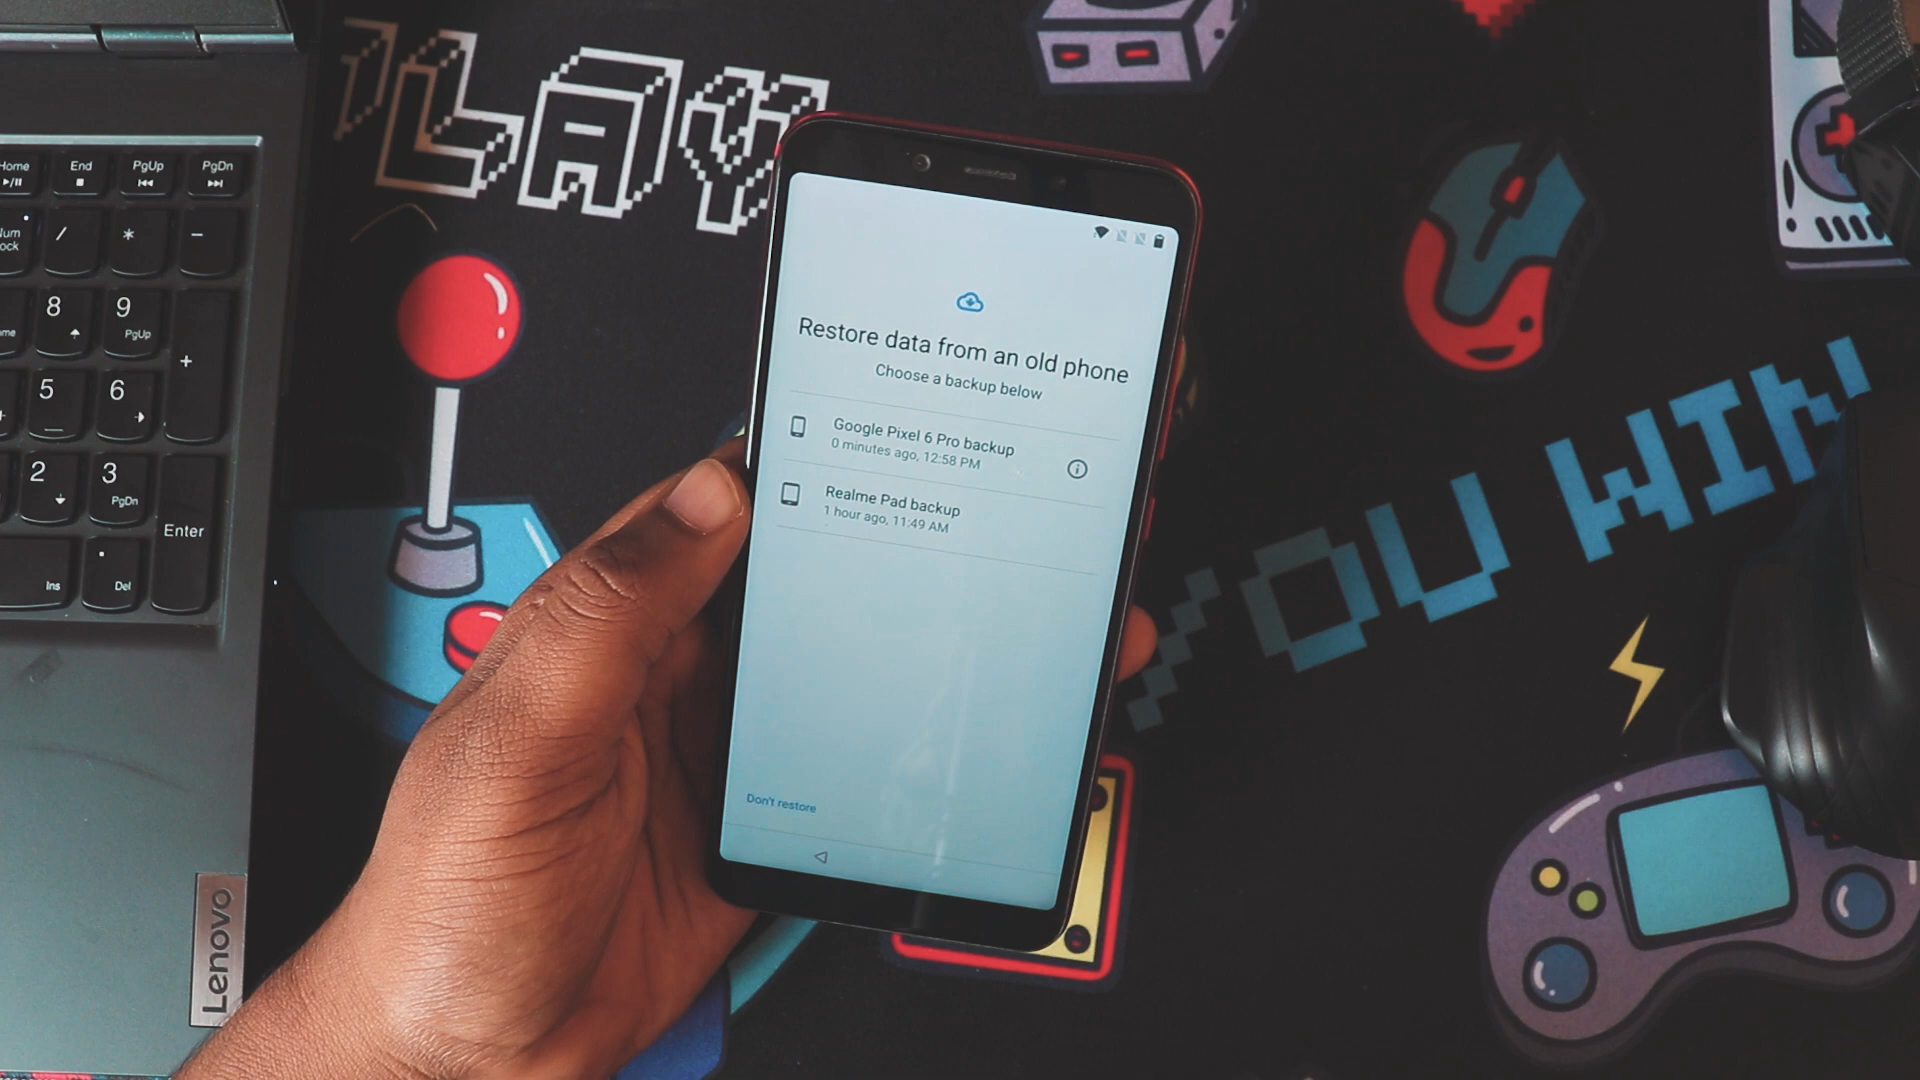 PLAY
Home
End
PgUp
PgDn
Num
Lock
/
*
-
8
9
PgUp
+
5
6
2
3
PgDn
Enter
Ins
Del
Lenovo
Restore data from an old phone
Choose a backup below
Google Pixel 6 Pro backup
0 minutes ago, 12:58 PM
Realme Pad backup
1 hour ago, 11:49 AM
Don't restore
YOU WIN